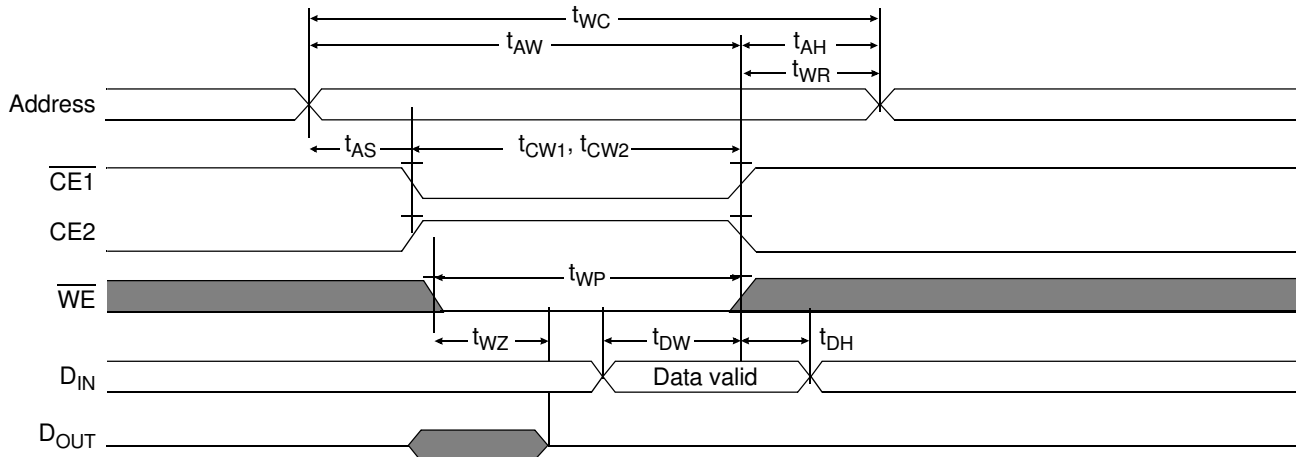 tWC
tAW tAH
tWR
Address
tAS tCW1, tCW2
CE1
CE2
tWP
WE
tWZ tDW tDH
DIN Data valid
DOUT